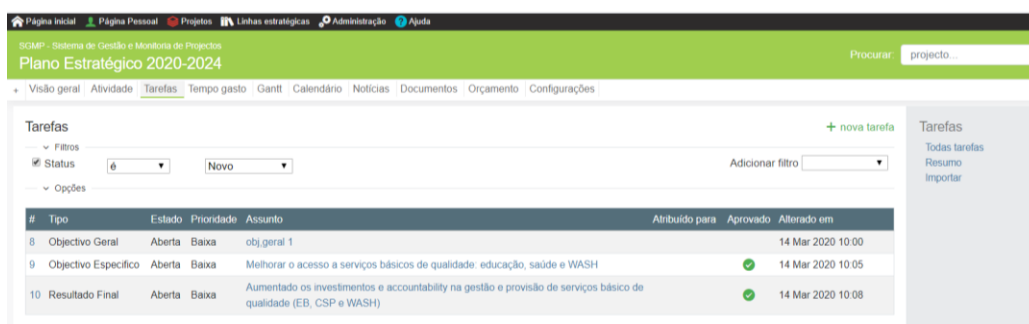 Página inicial Página Pessoal Projetos Linhas estratégicas Administração Ajuda
SGMP - Sistema de Gestão e Monitoria de Projectos
Plano Estratégico 2020-2024
Procurar: projecto...
+ Visão geral Atividade Tarefas Tempo gasto Gantt Calendário Notícias Documentos Orçamento Configurações
Tarefas
+ nova tarefa
Filtros
Status é Novo
Adicionar filtro
Opções
# Tipo Estado Prioridade Assunto Atribuído para Aprovado Alterado em
8 Objectivo Geral Aberta Baixa obj,geral 1 14 Mar 2020 10:00
9 Objectivo Especifico Aberta Baixa Melhorar o acesso a serviços básicos de qualidade: educação, saúde e WASH 14 Mar 2020 10:05
10 Resultado Final Aberta Baixa Aumentado os investimentos e accountability na gestão e provisão de serviços básico de
qualidade (EB, CSP e WASH) 14 Mar 2020 10:08
Tarefas
Todas tarefas
Resumo
Importar